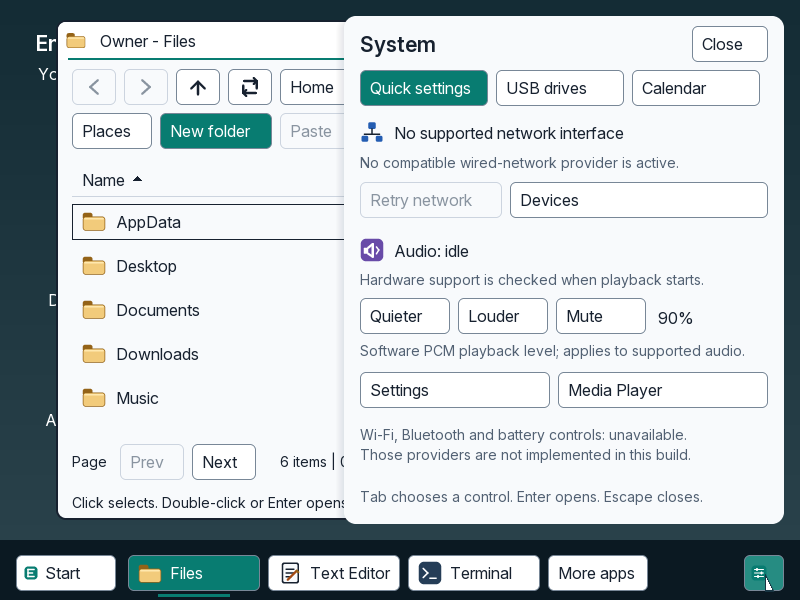 En
Yo
D
A
Owner - Files
Home
Places
New folder
Paste
Name
AppData
Desktop
Documents
Downloads
Music
Page
Prev
Next
6 items |
Click selects. Double-click or Enter opens
System
Close
Quick settings
USB drives
Calendar
No supported network interface
No compatible wired-network provider is active.
Retry network
Devices
Audio: idle
Hardware support is checked when playback starts.
Quieter
Louder
Mute
90%
Software PCM playback level; applies to supported audio.
Settings
Media Player
Wi-Fi, Bluetooth and battery controls: unavailable.
Those providers are not implemented in this build.
Tab chooses a control. Enter opens. Escape closes.
E Start
Files
Text Editor
Terminal
More apps